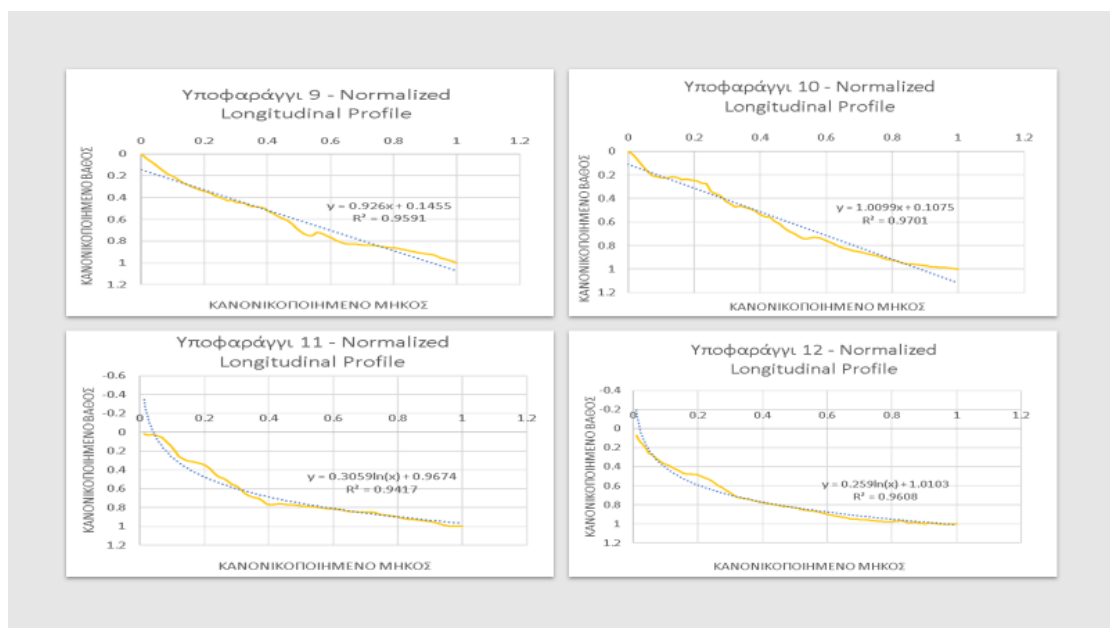 Υποφαράγγι 9 - Normalized
Longitudinal Profile
0 0.2 0.4 0.6 0.8 1 1.2
0
0.2
0.4
0.6
0.8
1
1.2
ΚΑΝΟΝΙΚΟΠΟΙΗΜΕΝΟ ΒΑΘΟΣ
y = 0.926x + 0.1455
R² = 0.9591
ΚΑΝΟΝΙΚΟΠΟΙΗΜΕΝΟ ΜΗΚΟΣ
Υποφαράγγι 10 - Normalized
Longitudinal Profile
0 0.2 0.4 0.6 0.8 1 1.2
0
0.2
0.4
0.6
0.8
1
1.2
ΚΑΝΟΝΙΚΟΠΟΙΗΜΕΝΟ ΒΑΘΟΣ
y = 1.0099x + 0.1075
R² = 0.9701
ΚΑΝΟΝΙΚΟΠΟΙΗΜΕΝΟ ΜΗΚΟΣ
Υποφαράγγι 11 - Normalized
Longitudinal Profile
-0.6
-0.4
-0.2
0 0.2 0.4 0.6 0.8 1 1.2
0
0.2
0.4
0.6
0.8
1
1.2
ΚΑΝΟΝΙΚΟΠΟΙΗΜΕΝΟ ΒΑΘΟΣ
y = 0.3059ln(x) + 0.9674
R² = 0.9417
ΚΑΝΟΝΙΚΟΠΟΙΗΜΕΝΟ ΜΗΚΟΣ
Υποφαράγγι 12 - Normalized
Longitudinal Profile
-0.4
-0.2
0 0.2 0.4 0.6 0.8 1 1.2
0
0.2
0.4
0.6
0.8
1
1.2
ΚΑΝΟΝΙΚΟΠΟΙΗΜΕΝΟ ΒΑΘΟΣ
y = 0.259ln(x) + 1.0103
R² = 0.9608
ΚΑΝΟΝΙΚΟΠΟΙΗΜΕΝΟ ΜΗΚΟΣ